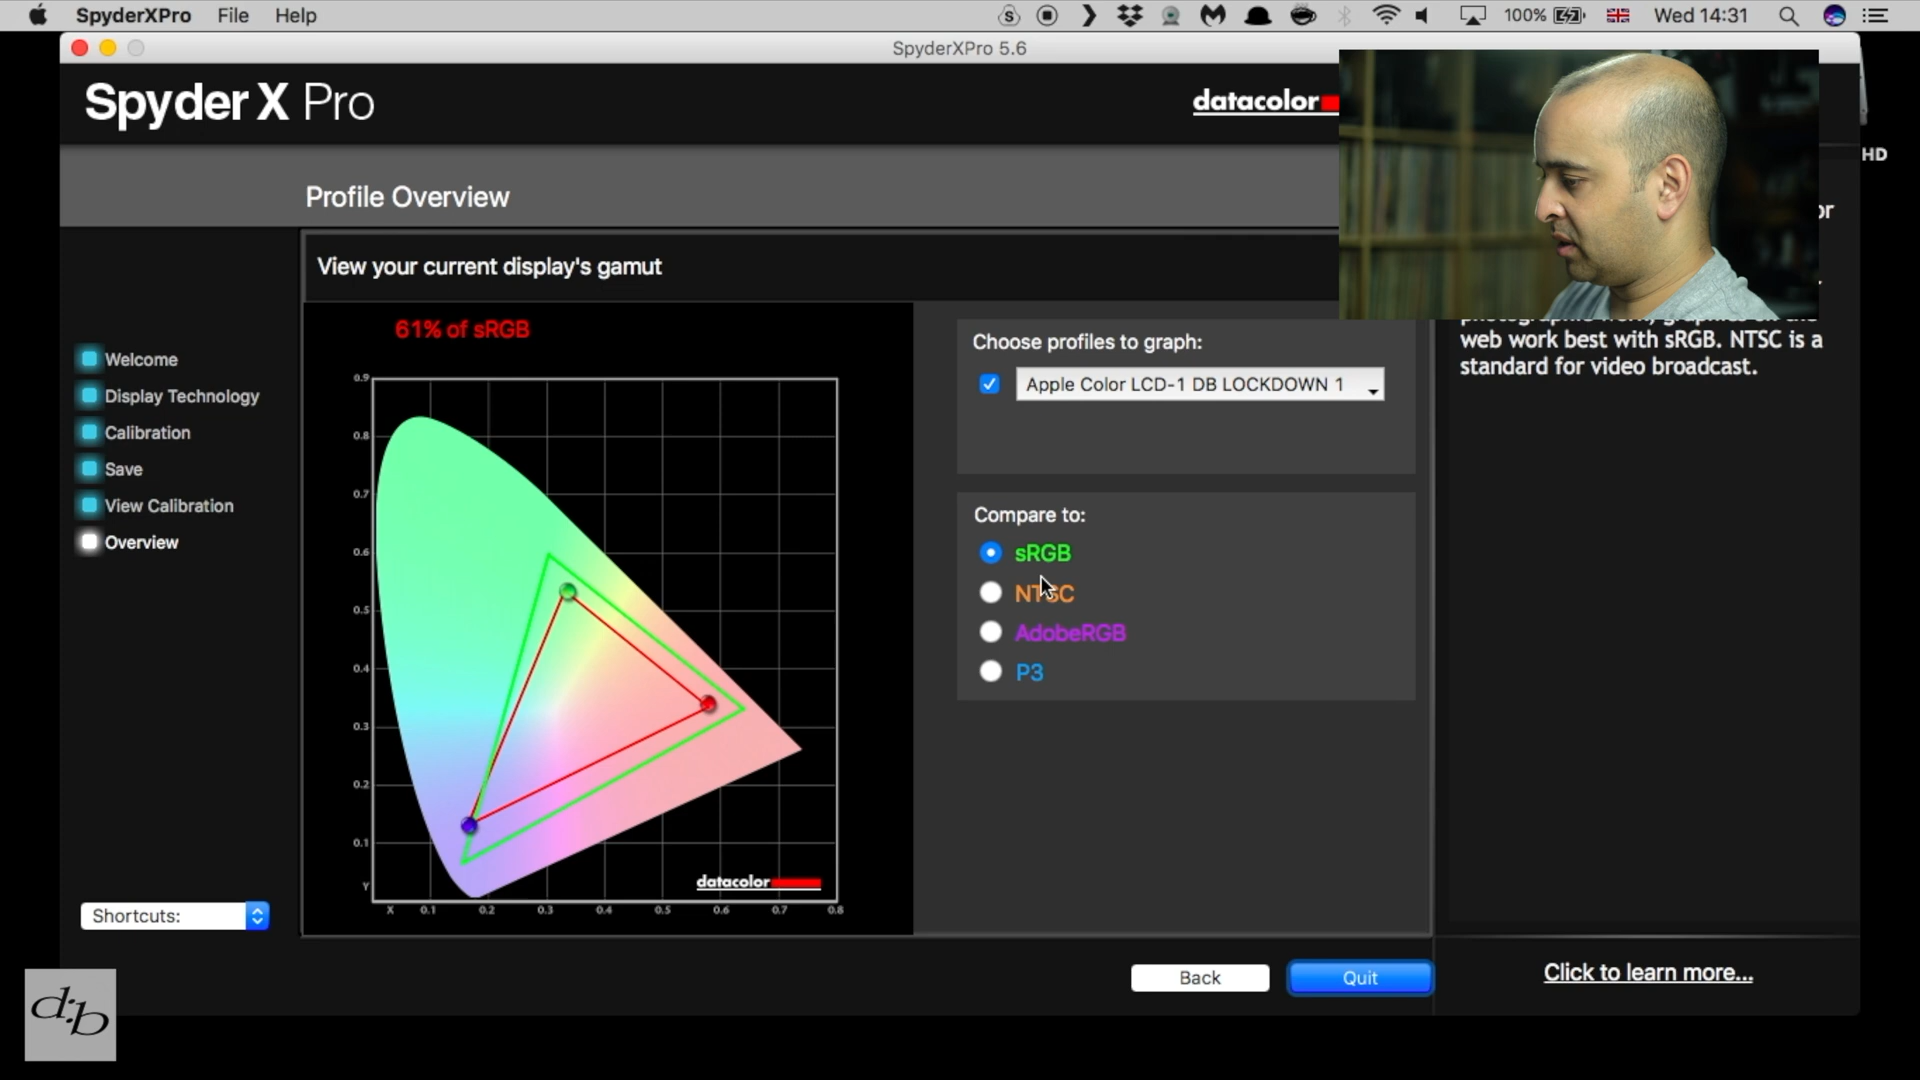 SpyderXPro File Help
100% Wed 14:31
SpyderXPro 5.6
Spyder X Pro
datacolor
HD
Profile Overview
or
View your current display's gamut
61% of sRGB
Choose profiles to graph:
Apple Color LCD-1 DB LOCKDOWN 1
web work best with sRGB. NTSC is a
standard for video broadcast.
Welcome
Display Technology
Calibration
Save
View Calibration
Overview
Compare to:
sRGB
NTSC
AdobeRGB
P3
0.9
0.8
0.7
0.6
0.5
0.4
0.3
0.2
0.1
Y
X 0.1 0.2 0.3 0.4 0.5 0.6 0.7 0.8
datacolor
Shortcuts:
Back
Quit
Click to learn more...
d:b